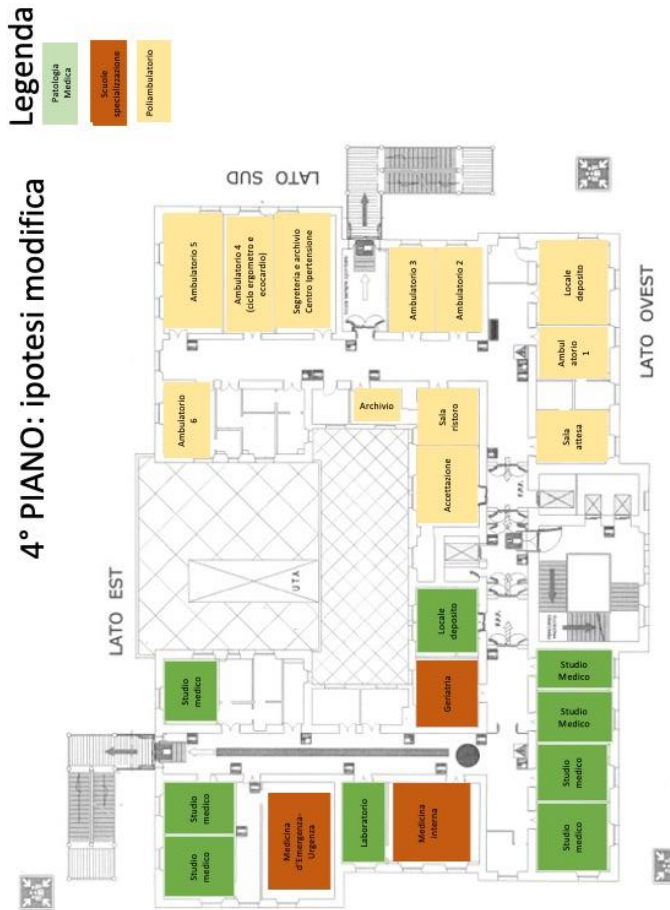 4° PIANO: ipotesi modifica
Legenda
Patologia
Medica
Scuole
specializzazione
Poliambulatorio
LATO EST
LATO SUD
LATO OVEST
Studio
medico
Studio
medico
Studio
medico
Medicina
d'Emergenza-
Urgenza
Laboratorio
Medicina
Interna
Geriatria
Locale
deposito
Studio
medico
Studio
medico
Studio
Medico
Studio
Medico
UTA
Ambulatorio
6
Archivio
Accettazione
Sala
ristoro
Ambulatorio 5
Ambulatorio 4
(ciclo ergometro e
ecocardio)
Segreteria e archivio
Centro Ipertensione
Ambulatorio 3
Ambulatorio 2
Sala
attesa
Ambul
atorio
1
Locale
deposito